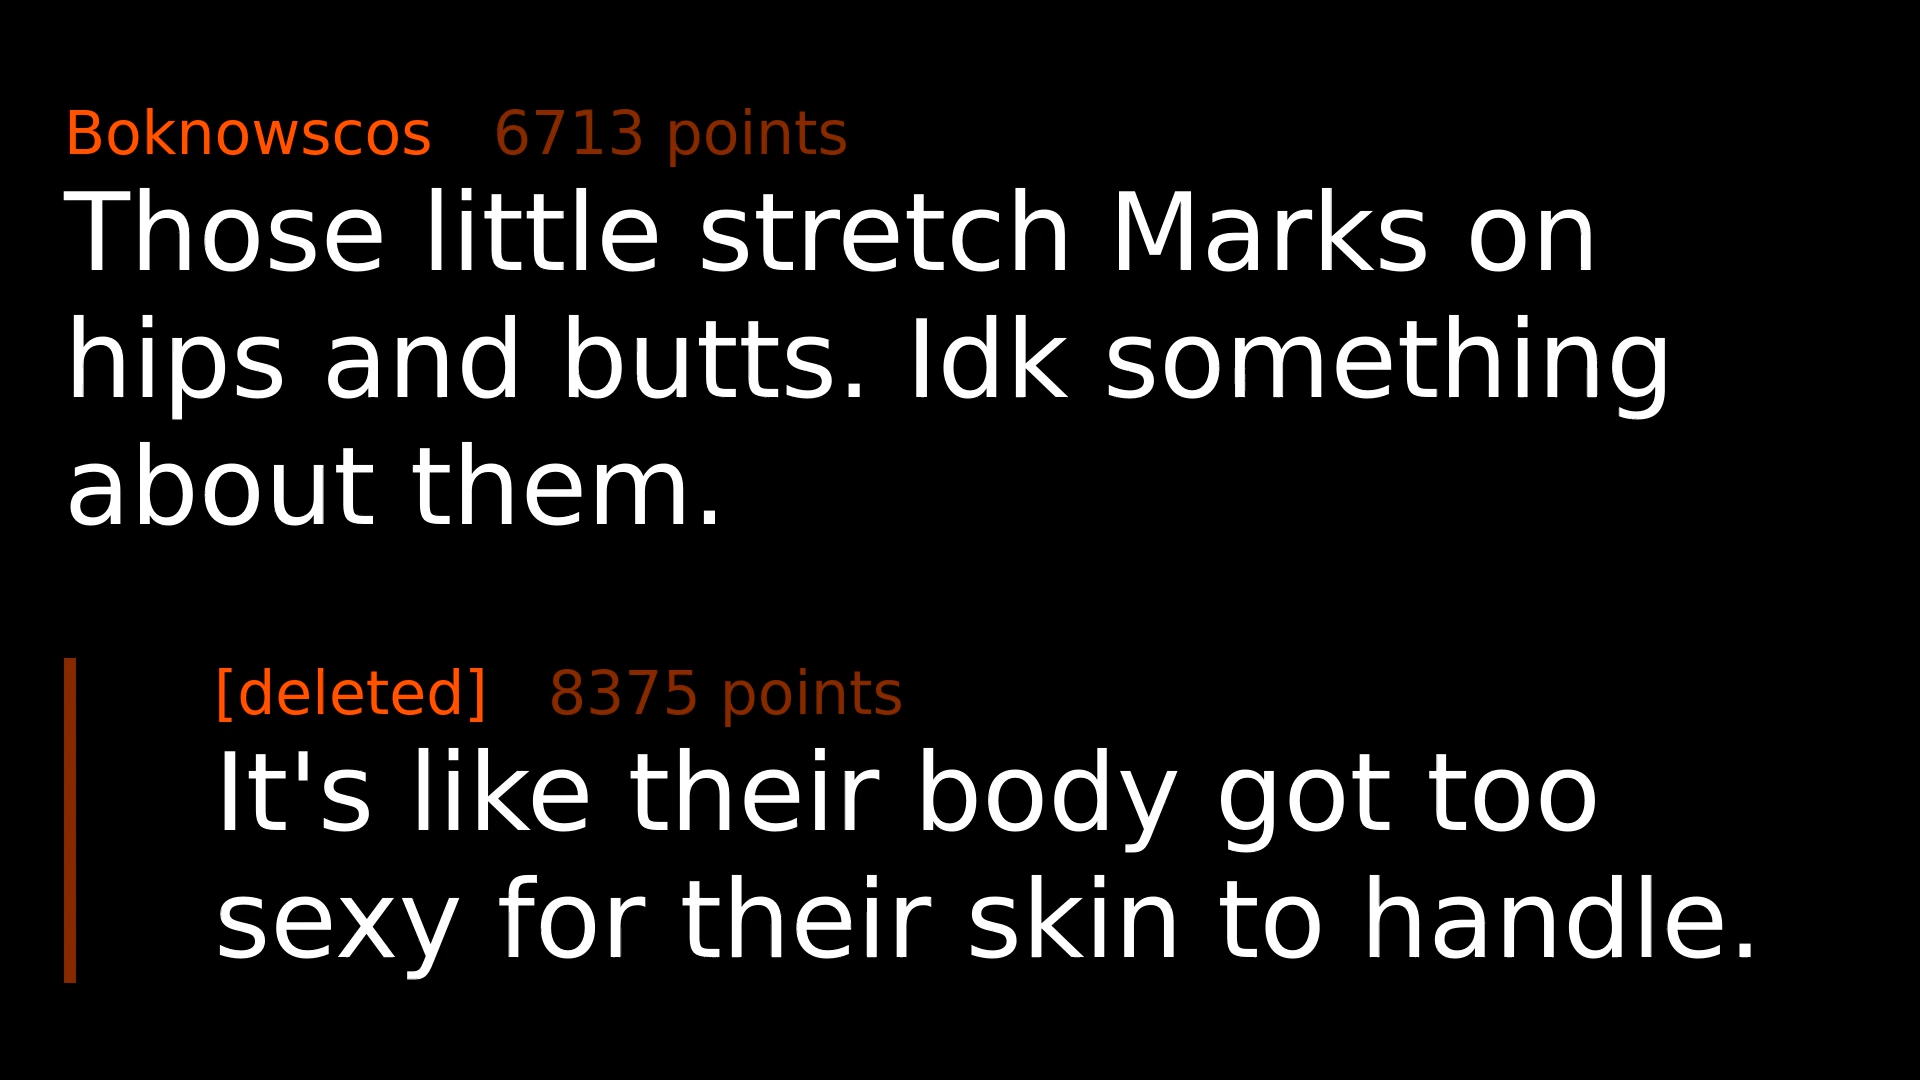 Boknowscos 6713 points
Those little stretch Marks on
hips and butts. Idk something
about them.
[deleted] 8375 points
It's like their body got too
sexy for their skin to handle.